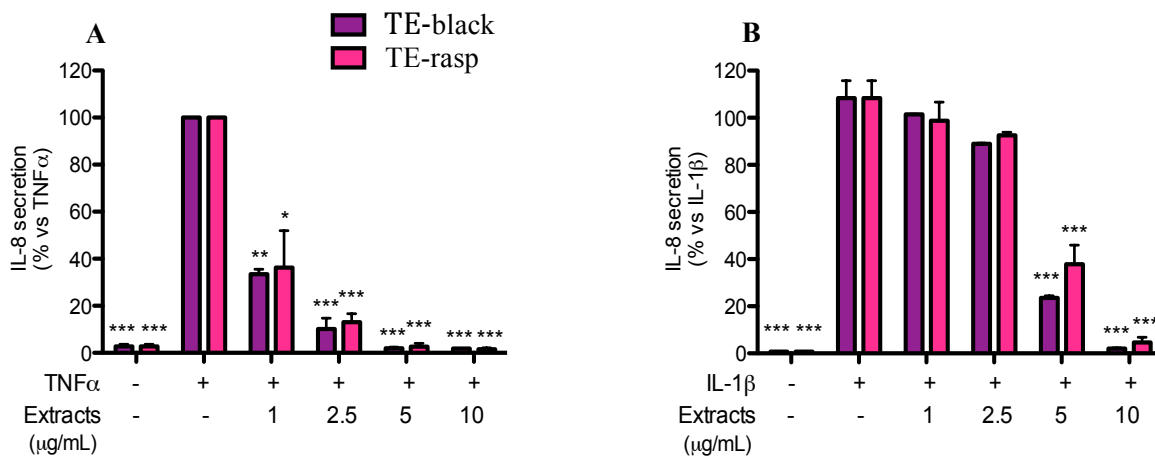 A
TE-black
TE-rasp
IL-8 secretion
(% vs TNFα)
120
100
80
60
40
20
0
*** ***
**
*
*** ***
*** ***
*** ***
TNFα - + + + + +
Extracts - - 1 2.5 5 10
(μg/mL)
B
IL-8 secretion
(% vs IL-1β)
120
100
80
60
40
20
0
*** ***
***
***
***
***
IL-1β - + + + + +
Extracts - - 1 2.5 5 10
(μg/mL)